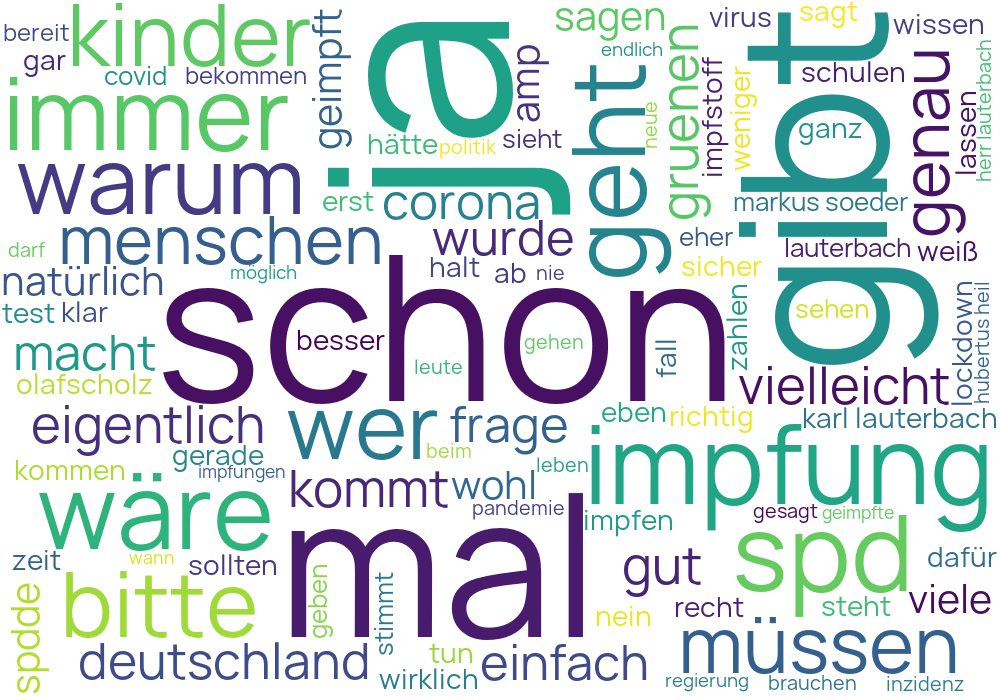 bereit
kinder
geimpft
ja
amp
sagen
virus
sagt
wissen
gar
covid
bekommen
endlich
gibt
schulen
immer
geht
gruenen
impfstoff
weniger
genau
lassen
herr lauterbach
hätte
politik
sieht
neue
ganz
warum
erst
corona
markus soeder
darf
menschen
wurde
eher
lauterbach
weiß
natürlich
möglich
halt
ab
nie
sicher
test
klar
schon
besser
gehen
fall
zahlen
sehen
lockdown
hubertus heil
macht
leute
olafscholz
vielleicht
eigentlich
wer
frage
eben
richtig
karl lauterbach
kommen
gerade
impfungen
beim
leben
impfung
wäre
kommt
wohl
pandemie
impfen
gesagt
geimpfte
zeit
wann
sollten
mal
gut
spd
dafür
spdde
bitte
geben
stimmt
nein
recht
steht
viele
deutschland
tun
wirklich
einfach
müssen
regierung
brauchen
inzidenz